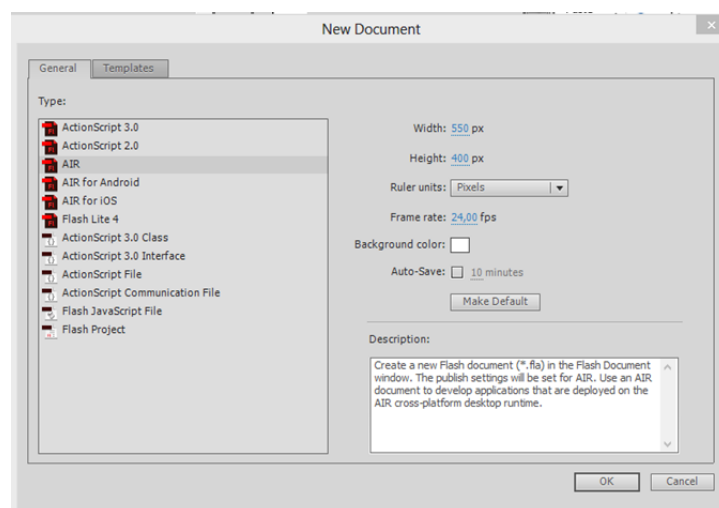 New Document
General
Templates
Type:
ActionScript 3.0
ActionScript 2.0
AIR
AIR for Android
AIR for iOS
Flash Lite 4
ActionScript 3.0 Class
ActionScript 3.0 Interface
ActionScript File
ActionScript Communication File
Flash JavaScript File
Flash Project
Width: 550 px
Height: 400 px
Ruler units: Pixels
Frame rate: 24,00 fps
Background color:
Auto-Save: 10 minutes
Make Default
Description:
Create a new Flash document (*.fla) in the Flash Document
window. The publish settings will be set for AIR. Use an AIR
document to develop applications that are deployed on the
AIR cross-platform desktop runtime.
OK Cancel